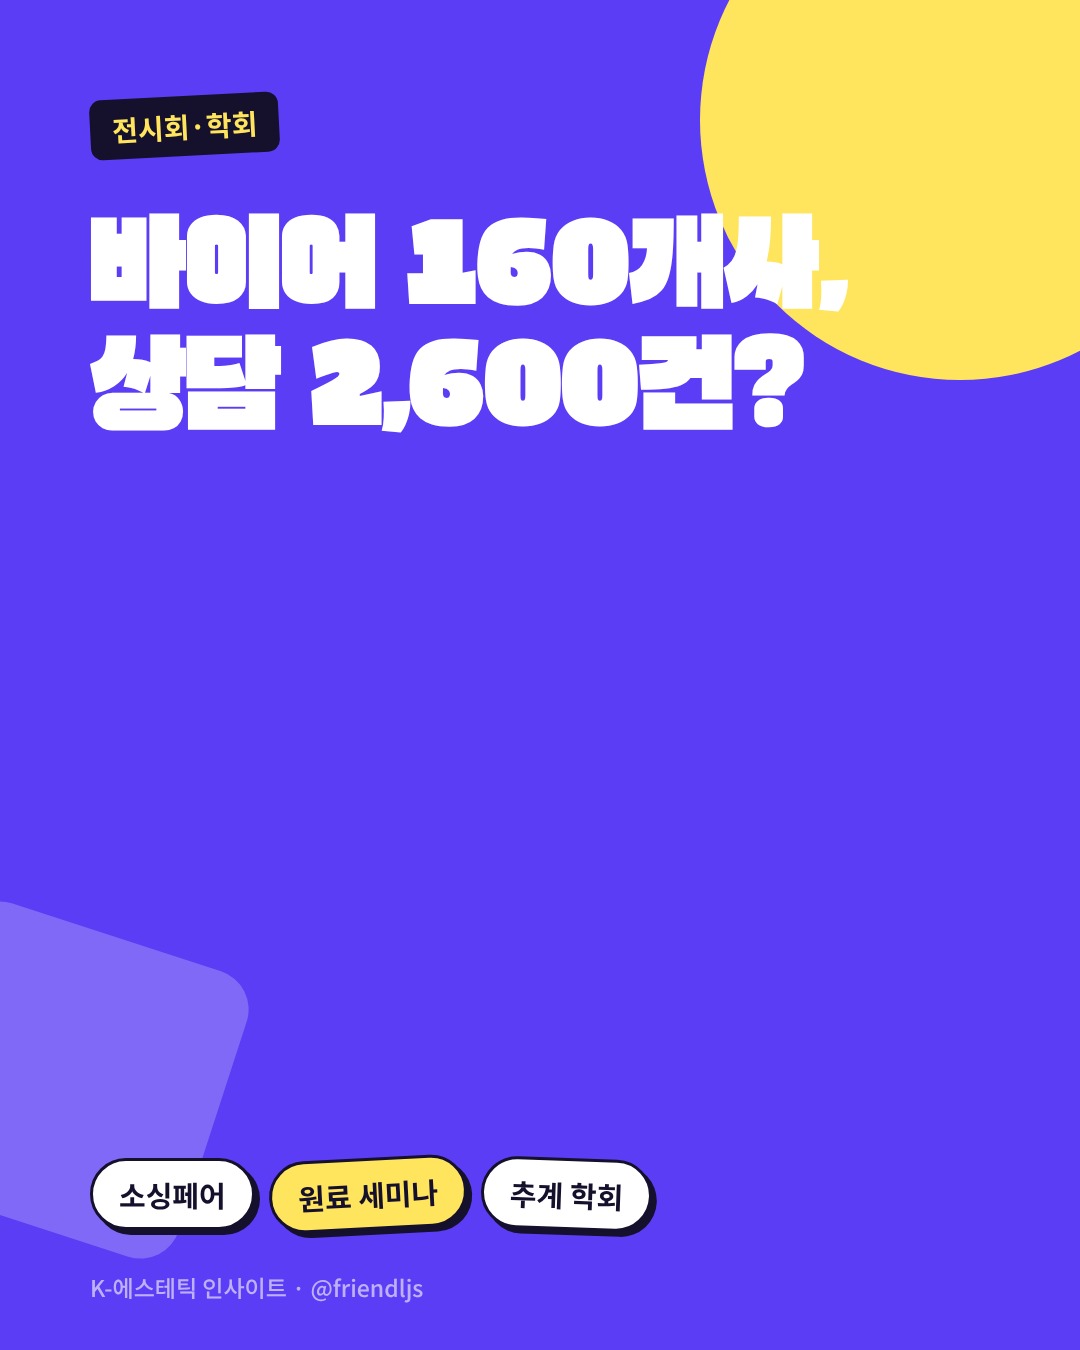 전시회·학회
바이어 160개사,
상담 2,600건?
소싱페어
원료 세미나
추계 학회
K-에스테틱 인사이트 · @friendljs